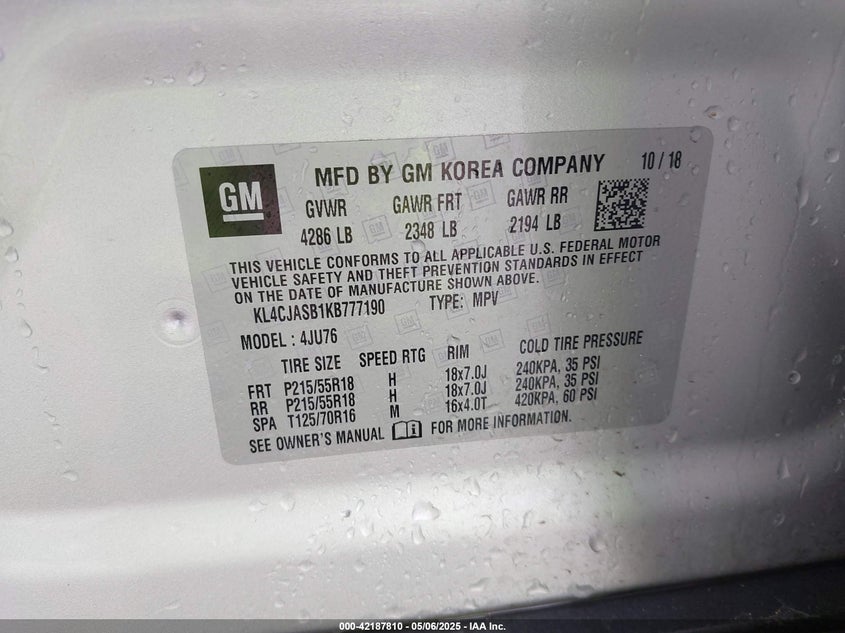 GM
MFD BY GM KOREA COMPANY 10 / 18
GVWR GAWR FRT GAWR RR
4286 LB 2348 LB 2194 LB
THIS VEHICLE CONFORMS TO ALL APPLICABLE U.S. FEDERAL MOTOR
VEHICLE SAFETY AND THEFT PREVENTION STANDARDS IN EFFECT
ON THE DATE OF MANUFACTURE SHOWN ABOVE.
KL4CJASB1KB777190 TYPE: MPV
MODEL : 4JU76
TIRE SIZE SPEED RTG RIM COLD TIRE PRESSURE
FRT P215/55R18 H 18x7.0J 240KPA, 35 PSI
RR P215/55R18 H 18x7.0J 240KPA, 35 PSI
SPA T125/70R16 M 16x4.0T 420KPA, 60 PSI
SEE OWNER'S MANUAL FOR MORE INFORMATION.
000-42187810 - 05/06/2025 - IAA Inc.